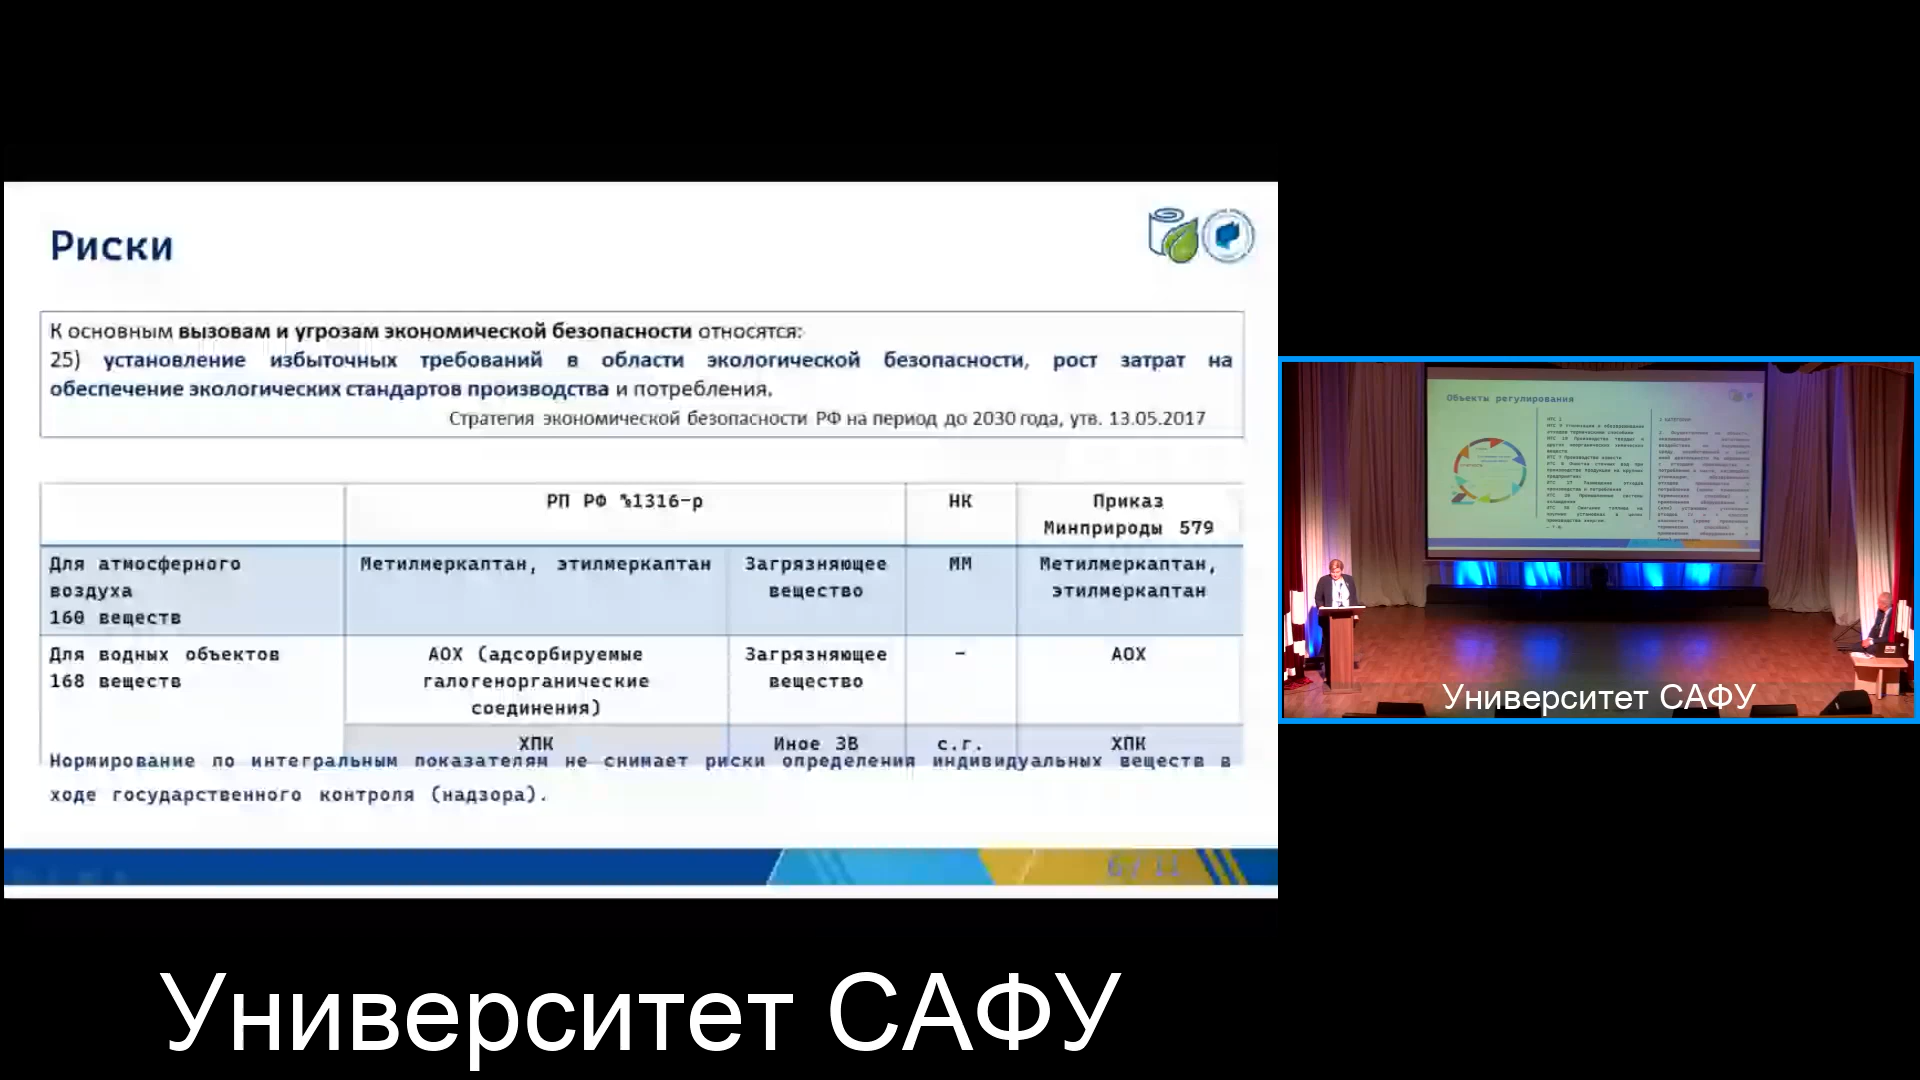 Риски
К основным вызовам и угрозам экономической безопасности относятся:
25) установление избыточных требований в области экологической безопасности, рост затрат на
обеспечение экологических стандартов производства и потребления.
Стратегия экономической безопасности РФ на период до 2030 года, утв. 13.05.2017
РП РФ №1316-р
НК
Приказ
Минприроды 579
Для атмосферного
воздуха
160 веществ
Метилмеркаптан, этилмеркаптан
Загрязняющее
вещество
ММ
Метилмеркаптан,
этилмеркаптан
Для водных объектов
168 веществ
АОХ (адсорбируемые
галогенорганические
соединения)
Загрязняющее
вещество
-
АОХ
ХПК
Иное ЗВ
с.г.
ХПК
Нормирование по интегральным показателям не снимает риски определения индивидуальных веществ в
ходе государственного контроля (надзора).
6 / 11
Университет САФУ
Объекты регулирования
Университет САФУ